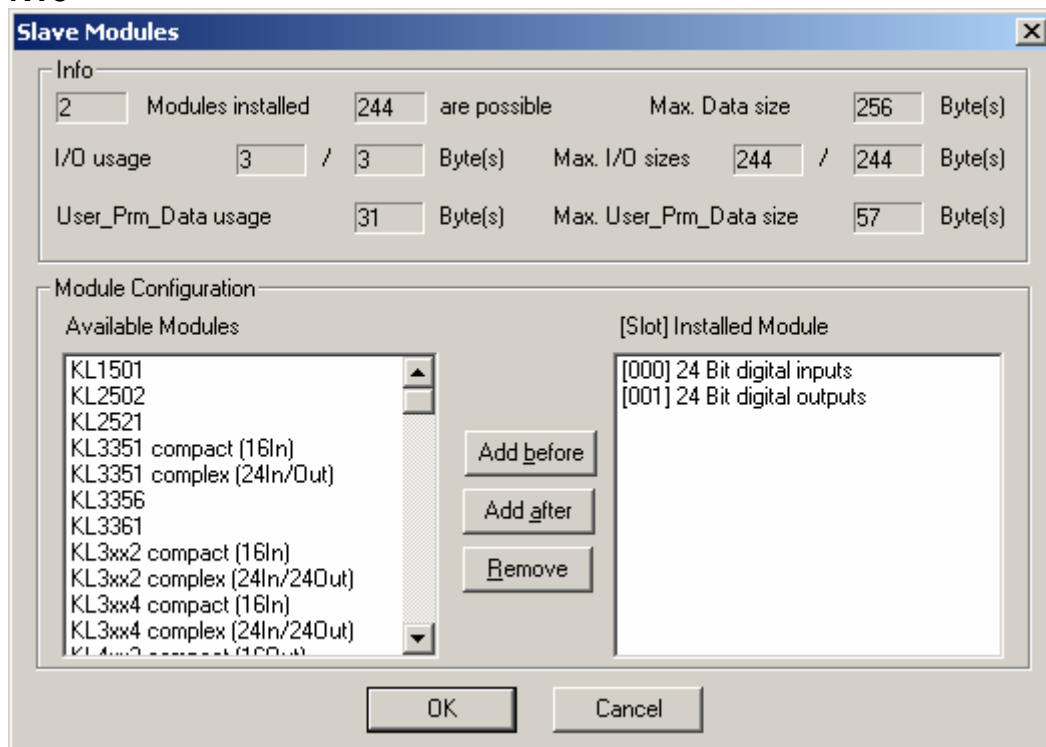 Slave Modules
Info
2 Modules installed 244 are possible Max. Data size 256 Byte(s)
I/O usage 3 / 3 Byte(s) Max. I/O sizes 244 / 244 Byte(s)
User_Prm_Data usage 31 Byte(s) Max. User_Prm_Data size 57 Byte(s)
Module Configuration
Available Modules
KL1501
KL2502
KL2521
KL3351 compact (16In)
KL3351 complex (24In/Out)
KL3356
KL3361
KL3xx2 compact (16In)
KL3xx2 complex (24In/24Out)
KL3xx4 compact (16In)
KL3xx4 complex (24In/24Out)
Add before
Add after
Remove
[Slot] Installed Module
[000] 24 Bit digital inputs
[001] 24 Bit digital outputs
OK Cancel